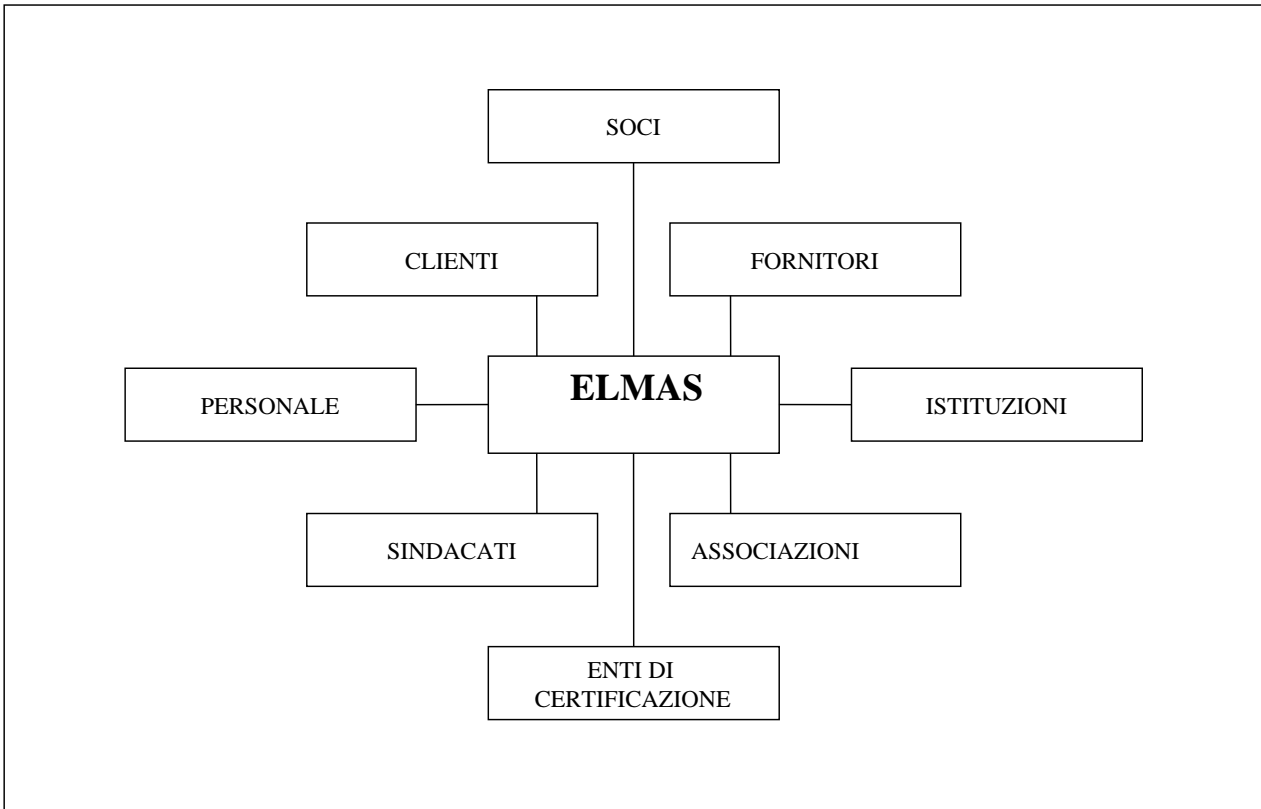 SOCI
CLIENTI
FORNITORI
ELMAS
PERSONALE
ISTITUZIONI
SINDACATI
ASSOCIAZIONI
ENTI DI
CERTIFICAZIONE